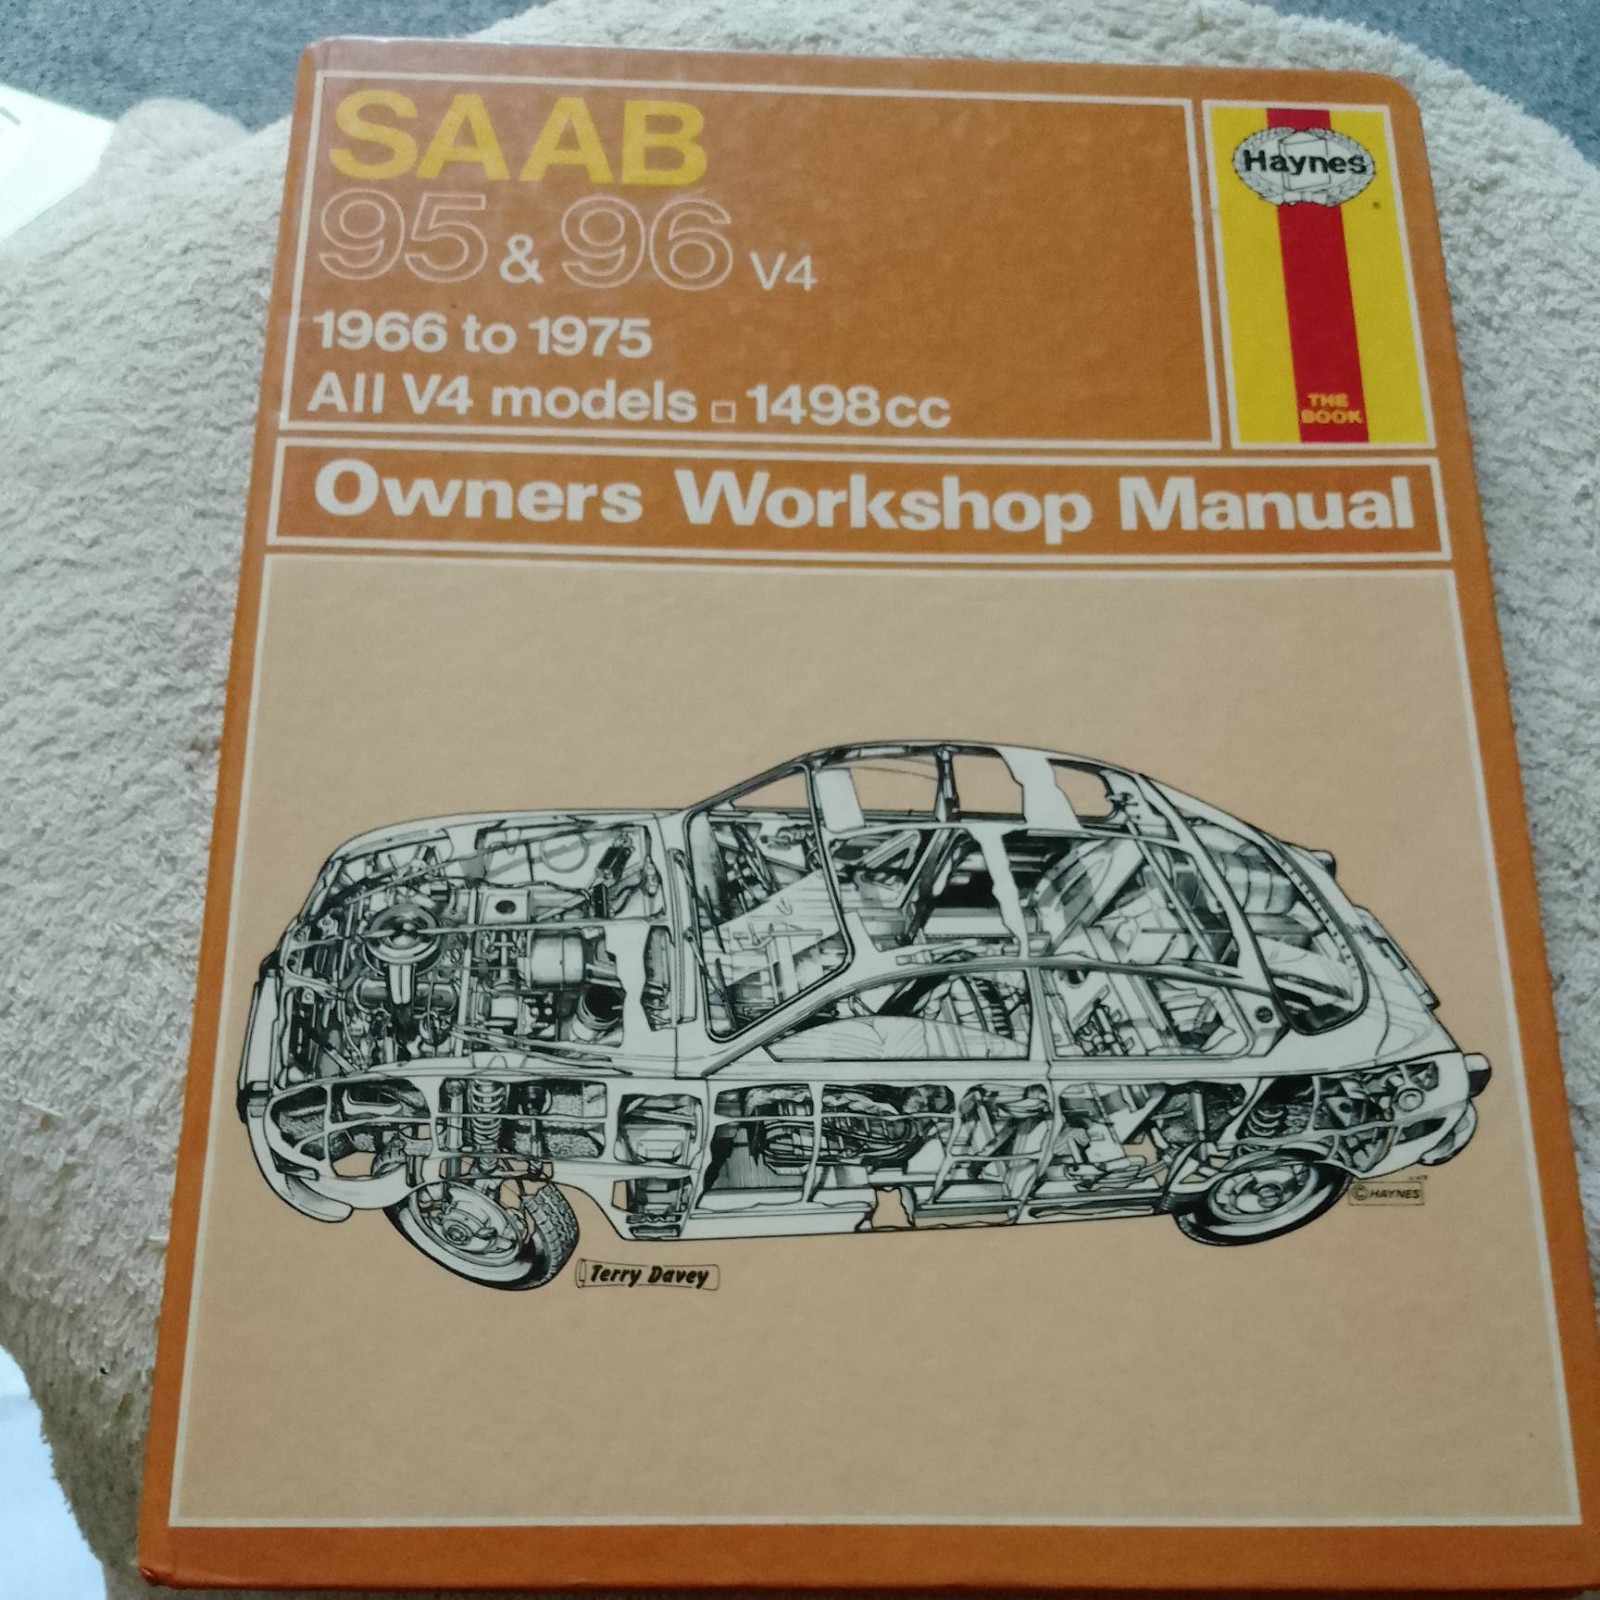 SAAB
95 & 96 V4
1966 to 1975
All V4 models □ 1498cc
Haynes
®
THE
BOOK
Owners Workshop Manual
© HAYNES
Terry Davey